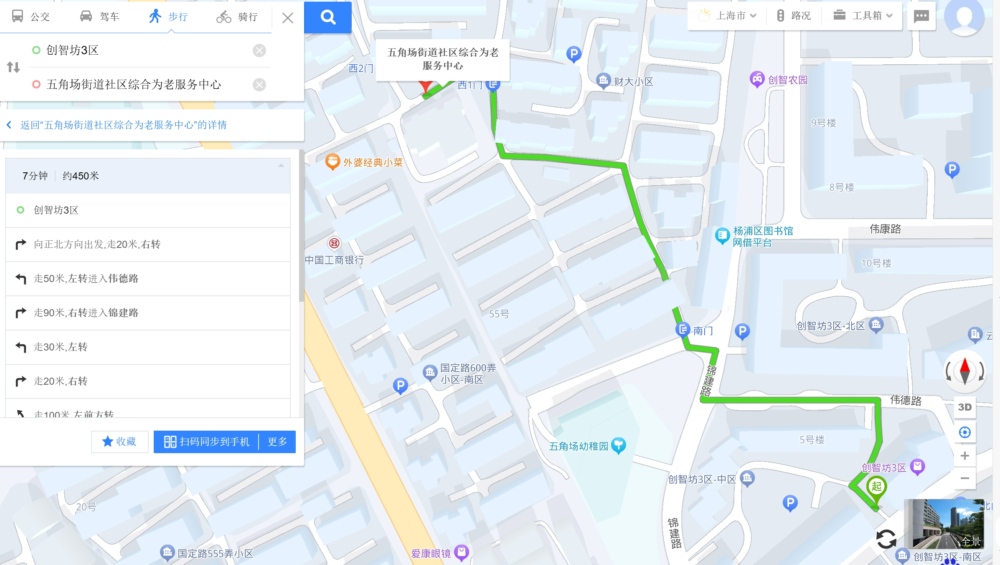 公交
驾车
步行
骑行
上海市
路况
工具箱
创智坊3区
五角场街道社区综合为老服务中心
返回“五角场街道社区综合为老服务中心”的详情
7分钟
约450米
创智坊3区
向正北方向出发,走20米,右转
走50米,左转进入伟德路
走90米,右转进入锦建路
走30米,左转
走20米,右转
走100米,左前方转
收藏
扫码同步到手机
更多
五角场街道社区综合为老
服务中心
西2门
西1门
P
财大小区
创智农园
9号楼
外婆经典小菜
8号楼
P
杨浦区图书馆
网借平台
伟康路
中国工商银行
10号楼
55号
南门
P
创智坊3区-北区
云
国定路600弄
小区-南区
P
锦建路
伟德路
3D
5号楼
五角场幼稚园
创智坊3区
创智坊3区-中区
起
P
20号
锦建路
全景
国定路555弄小区
爱康眼镜
创智坊3区-南区